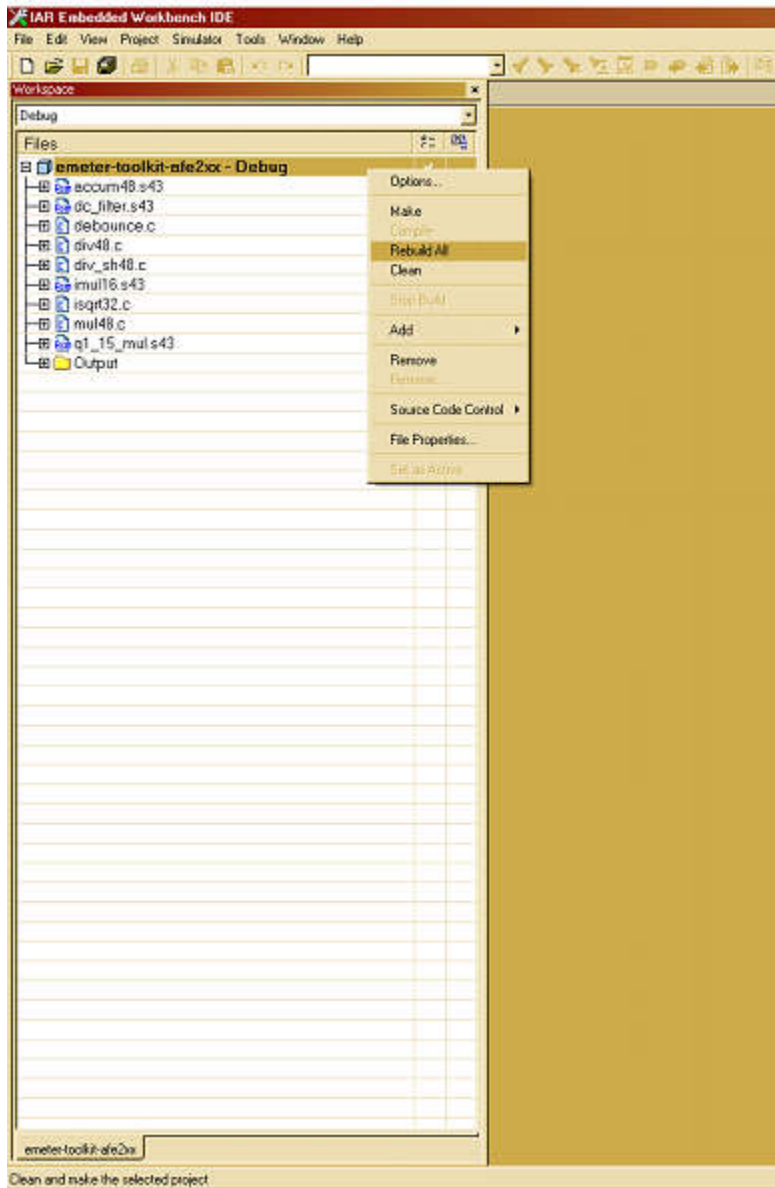 IAR Embedded Workbench IDE
File Edit View Project Simulator Tools Window Help
Workspace
Debug
Files
emeter-toolkit-afe2xx - Debug
accum48.s43
dc_filter.s43
debounce.c
div48.c
div_sh48.c
imul16.s43
isqrt32.c
mul48.c
q1_15_mul.s43
Output
Options...
Make
Compile
Rebuild All
Clean
Stop Build
Add
Remove
Rename...
Source Code Control
File Properties...
Set as Active
emeter-toolkit-afe2xx
Clean and make the selected project